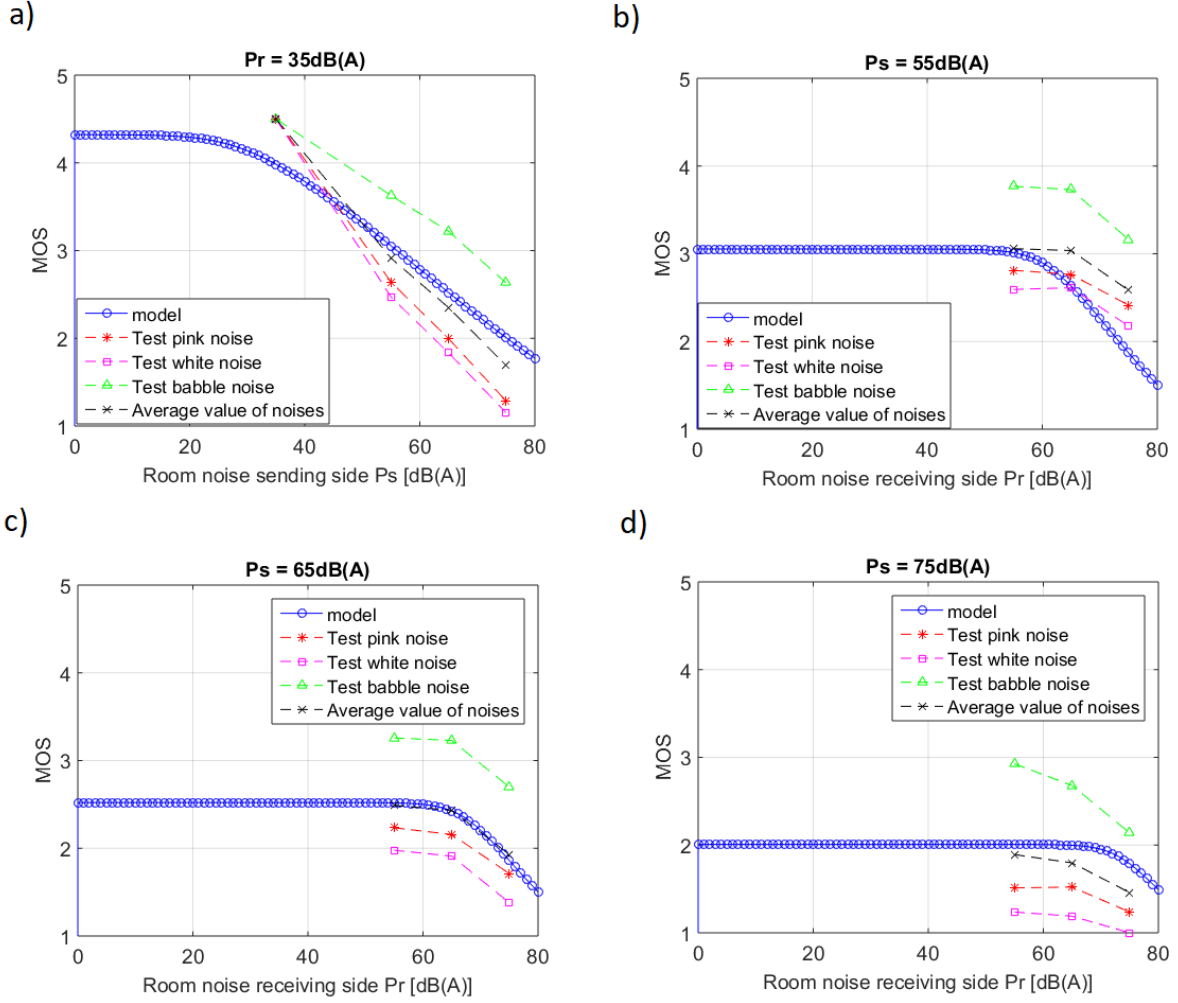 a)
Pr = 35dB(A)
5
4
3
2
1
MOS
model
Test pink noise
Test white noise
Test babble noise
Average value of noises
0 20 40 60 80
Room noise sending side Ps [dB(A)]
b)
Ps = 55dB(A)
5
4
3
2
1
MOS
model
Test pink noise
Test white noise
Test babble noise
Average value of noises
0 20 40 60 80
Room noise receiving side Pr [dB(A)]
c)
Ps = 65dB(A)
5
4
3
2
1
MOS
model
Test pink noise
Test white noise
Test babble noise
Average value of noises
0 20 40 60 80
Room noise receiving side Pr [dB(A)]
d)
Ps = 75dB(A)
5
4
3
2
1
MOS
model
Test pink noise
Test white noise
Test babble noise
Average value of noises
0 20 40 60 80
Room noise receiving side Pr [dB(A)]